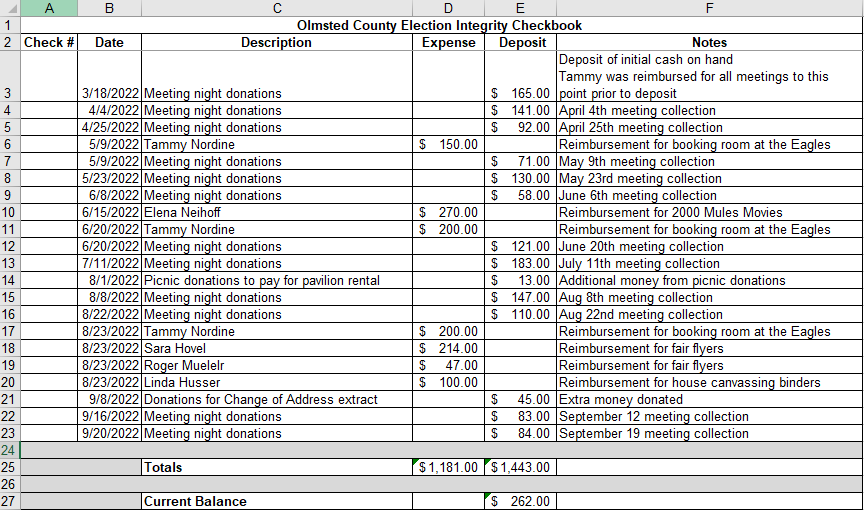 A B C D E F
1 Olmsted County Election Integrity Checkbook
2 Check # Date Description Expense Deposit Notes
Deposit of initial cash on hand
Tammy was reimbursed for all meetings to this
3 3/18/2022 Meeting night donations $ 165.00 point prior to deposit
4 4/4/2022 Meeting night donations $ 141.00 April 4th meeting collection
5 4/25/2022 Meeting night donations $ 92.00 April 25th meeting collection
6 5/9/2022 Tammy Nordine $ 150.00 Reimbursement for booking room at the Eagles
7 5/9/2022 Meeting night donations $ 71.00 May 9th meeting collection
8 5/23/2022 Meeting night donations $ 130.00 May 23rd meeting collection
9 6/8/2022 Meeting night donations $ 58.00 June 6th meeting collection
10 6/15/2022 Elena Neihoff $ 270.00 Reimbursement for 2000 Mules Movies
11 6/20/2022 Tammy Nordine $ 200.00 Reimbursement for booking room at the Eagles
12 6/20/2022 Meeting night donations $ 121.00 June 20th meeting collection
13 7/11/2022 Meeting night donations $ 183.00 July 11th meeting collection
14 8/1/2022 Picnic donations to pay for pavilion rental $ 13.00 Additional money from picnic donations
15 8/8/2022 Meeting night donations $ 147.00 Aug 8th meeting collection
16 8/22/2022 Meeting night donations $ 110.00 Aug 22nd meeting collection
17 8/23/2022 Tammy Nordine $ 200.00 Reimbursement for booking room at the Eagles
18 8/23/2022 Sara Hovel $ 214.00 Reimbursement for fair flyers
19 8/23/2022 Roger Muelelr $ 47.00 Reimbursement for fair flyers
20 8/23/2022 Linda Husser $ 100.00 Reimbursement for house canvassing binders
21 9/8/2022 Donations for Change of Address extract $ 45.00 Extra money donated
22 9/16/2022 Meeting night donations $ 83.00 September 12 meeting collection
23 9/20/2022 Meeting night donations $ 84.00 September 19 meeting collection
24
25 Totals $1,181.00 $1,443.00
26
27 Current Balance $ 262.00